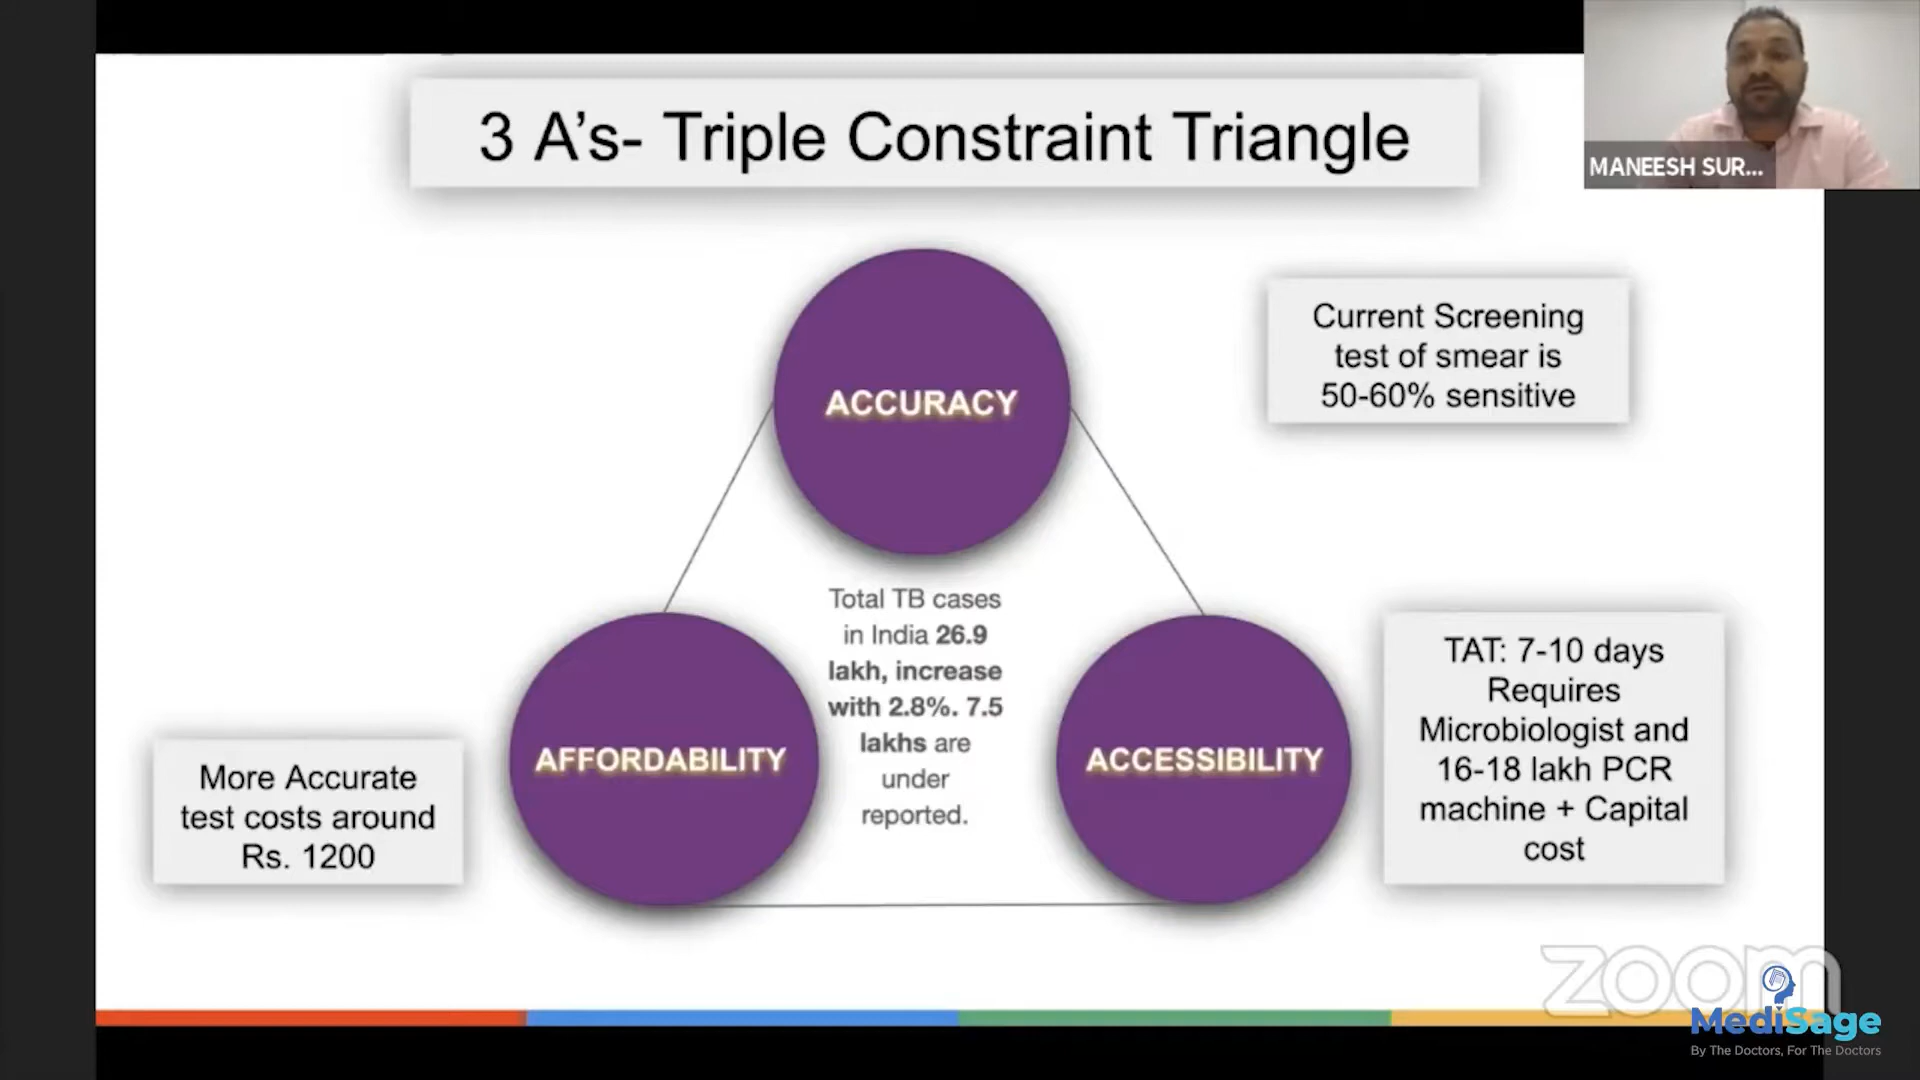 3 A's- Triple Constraint Triangle
MANEESH SUR...
ACCURACY
Current Screening
test of smear is
50-60% sensitive
Total TB cases
in India 26.9
lakh, increase
with 2.8%. 7.5
lakhs are
under
reported.
AFFORDABILITY
ACCESSIBILITY
More Accurate
test costs around
Rs. 1200
TAT: 7-10 days
Requires
Microbiologist and
16-18 lakh PCR
machine + Capital
cost
zoom
MediSage
By The Doctors, For The Doctors